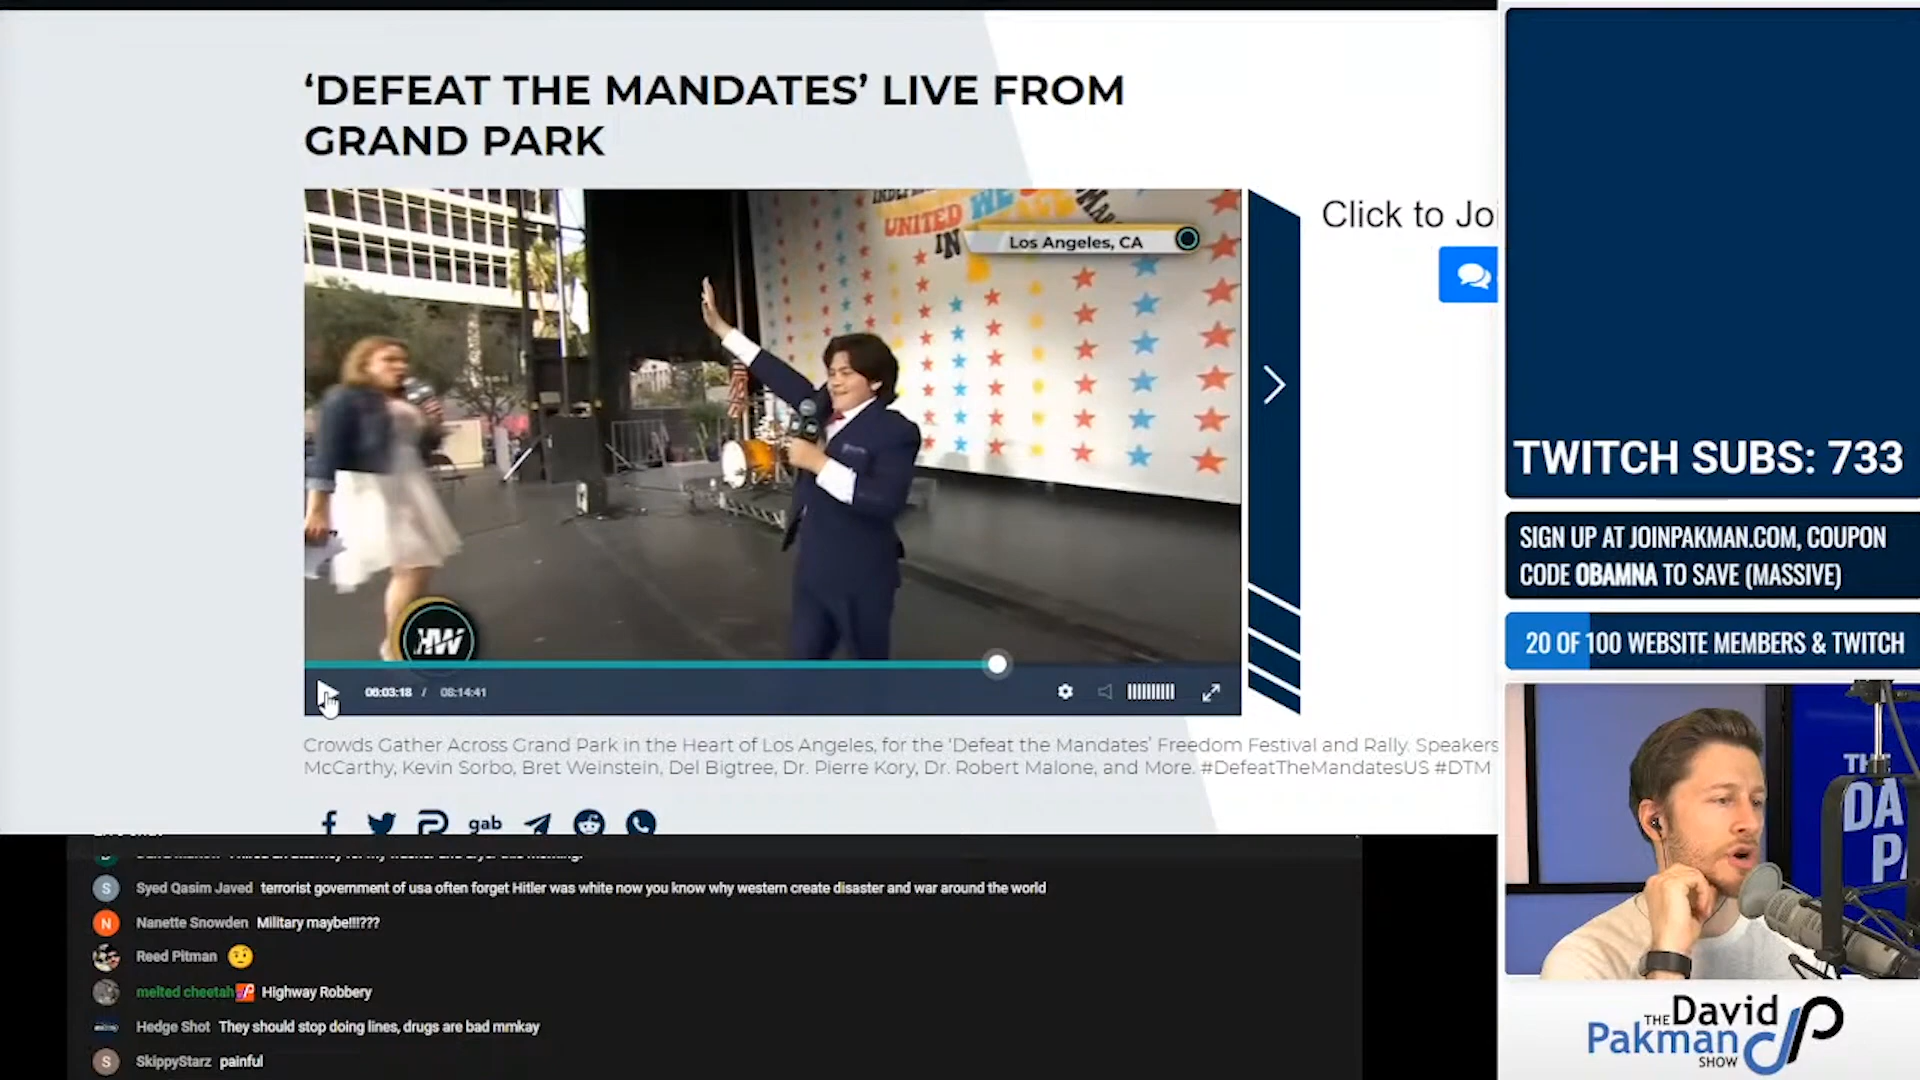 ‘DEFEAT THE MANDATES’ LIVE FROM
GRAND PARK
UNITED WE
IN
Los Angeles, CA
Click to Jo
HW
06:03:18 / 08:14:41
Crowds Gather Across Grand Park in the Heart of Los Angeles, for the ‘Defeat the Mandates’ Freedom Festival and Rally. Speakers
McCarthy, Kevin Sorbo, Bret Weinstein, Del Bigtree, Dr. Pierre Kory, Dr. Robert Malone, and More. #DefeatTheMandatesUS #DTM
gab
S Syed Qasim Javed terrorist government of usa often forget Hitler was white now you know why western create disaster and war around the world
N Nanette Snowden Military maybe!!!???
Reed Pitman 🤨
melted cheetah Highway Robbery
Hedge Shot They should stop doing lines, drugs are bad mmkay
S SkippyStarz painful
TWITCH SUBS: 733
SIGN UP AT JOINPAKMAN.COM, COUPON
CODE OBAMNA TO SAVE (MASSIVE)
20 OF 100 WEBSITE MEMBERS & TWITCH
TH
DA
P
THE David
Pakman
SHOW